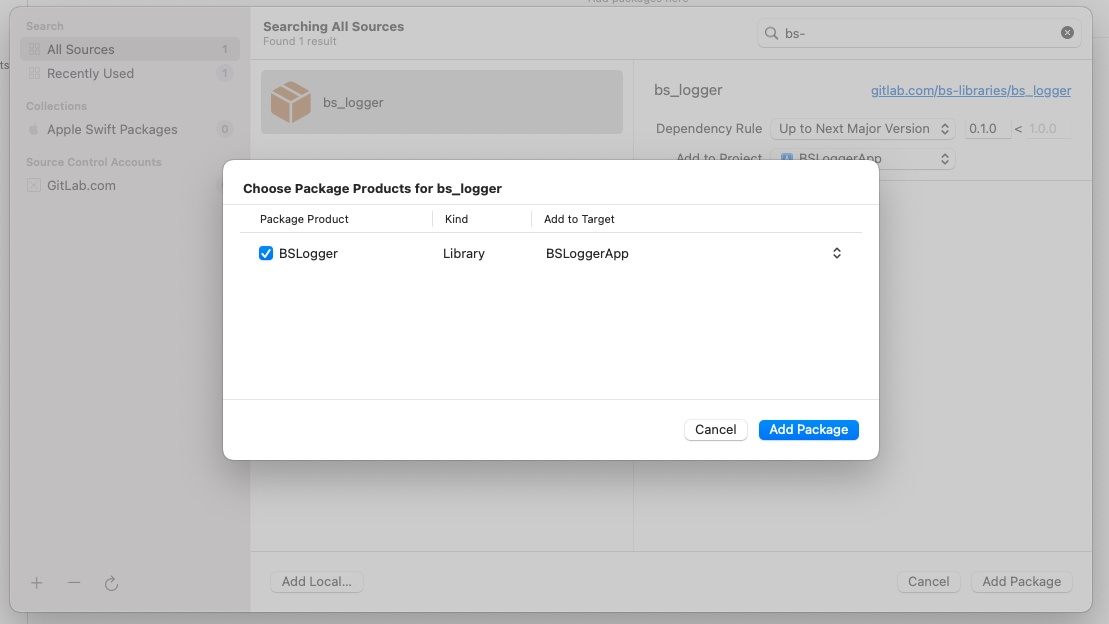 Add packages here
ts
Search
All Sources 1
Recently Used 1
Collections
Apple Swift Packages 0
Source Control Accounts
GitLab.com
Searching All Sources
Found 1 result
bs-
bs_logger
bs_logger
gitlab.com/bs-libraries/bs_logger
Dependency Rule Up to Next Major Version 0.1.0 < 1.0.0
Add to Project BSLoggerApp
Choose Package Products for bs_logger
Package Product Kind Add to Target
BSLogger Library BSLoggerApp
Cancel Add Package
Add Local...
Cancel Add Package